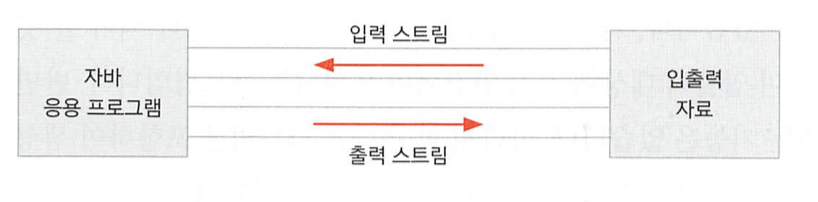 입력 스트림
자바
응용 프로그램
입출력
자료
출력 스트림